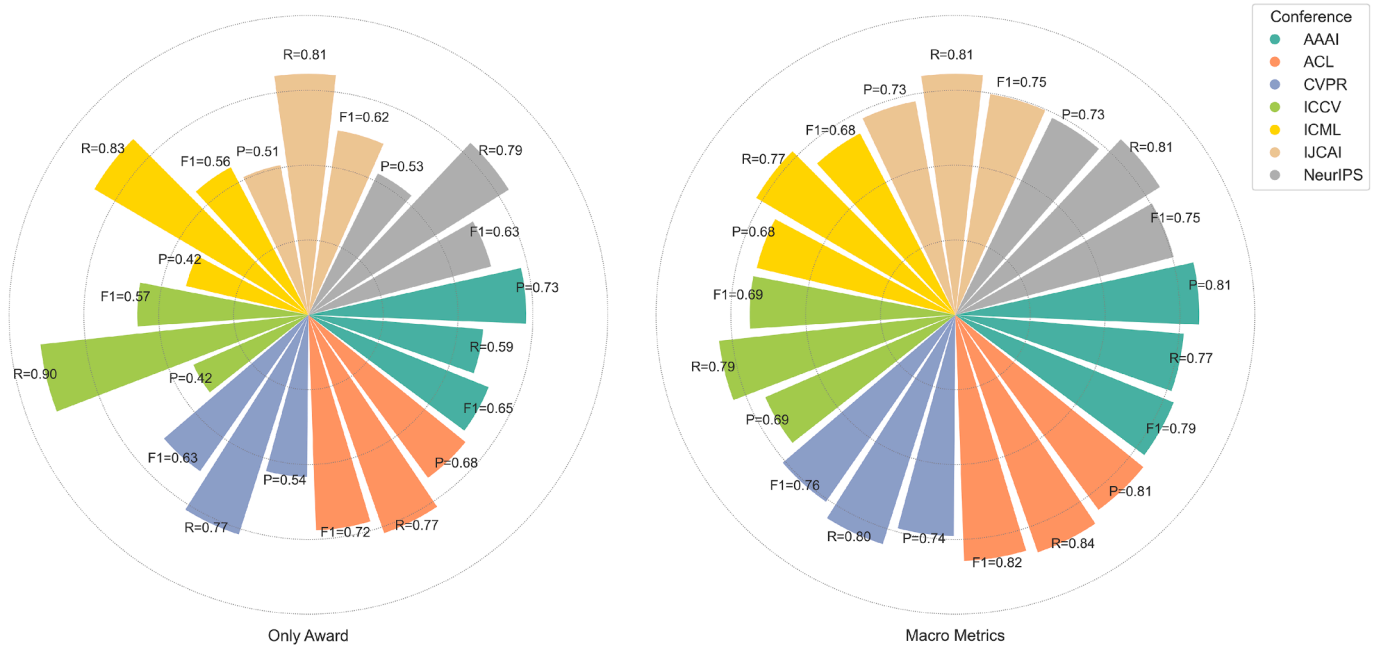 R=0.81
F1=0.62
P=0.53
R=0.79
F1=0.63
P=0.73
R=0.59
F1=0.65
P=0.68
R=0.77
F1=0.72
P=0.54
R=0.77
F1=0.63
P=0.42
R=0.90
F1=0.57
P=0.42
R=0.83
F1=0.56
P=0.51
Only Award
R=0.81
F1=0.75
P=0.73
R=0.81
F1=0.75
P=0.81
R=0.77
F1=0.79
P=0.81
R=0.84
F1=0.82
P=0.74
R=0.80
F1=0.76
P=0.69
R=0.79
F1=0.69
P=0.68
R=0.77
F1=0.68
P=0.73
Macro Metrics
Conference
AAAI
ACL
CVPR
ICCV
ICML
IJCAI
NeurIPS